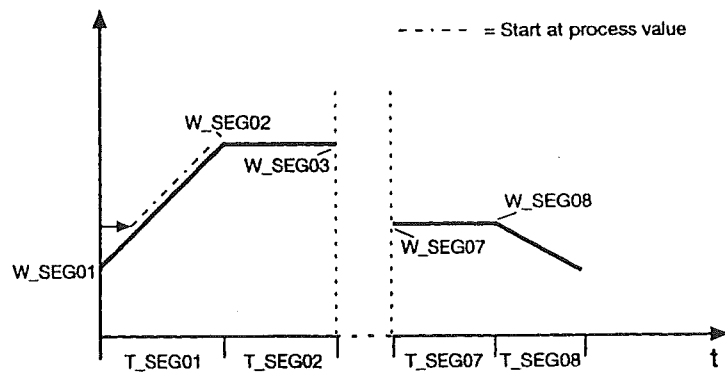 = Start at process value
W_SEG02
W_SEG03
W_SEG08
W_SEG07
W_SEG01
T_SEG01
T_SEG02
T_SEG07
T_SEG08
t